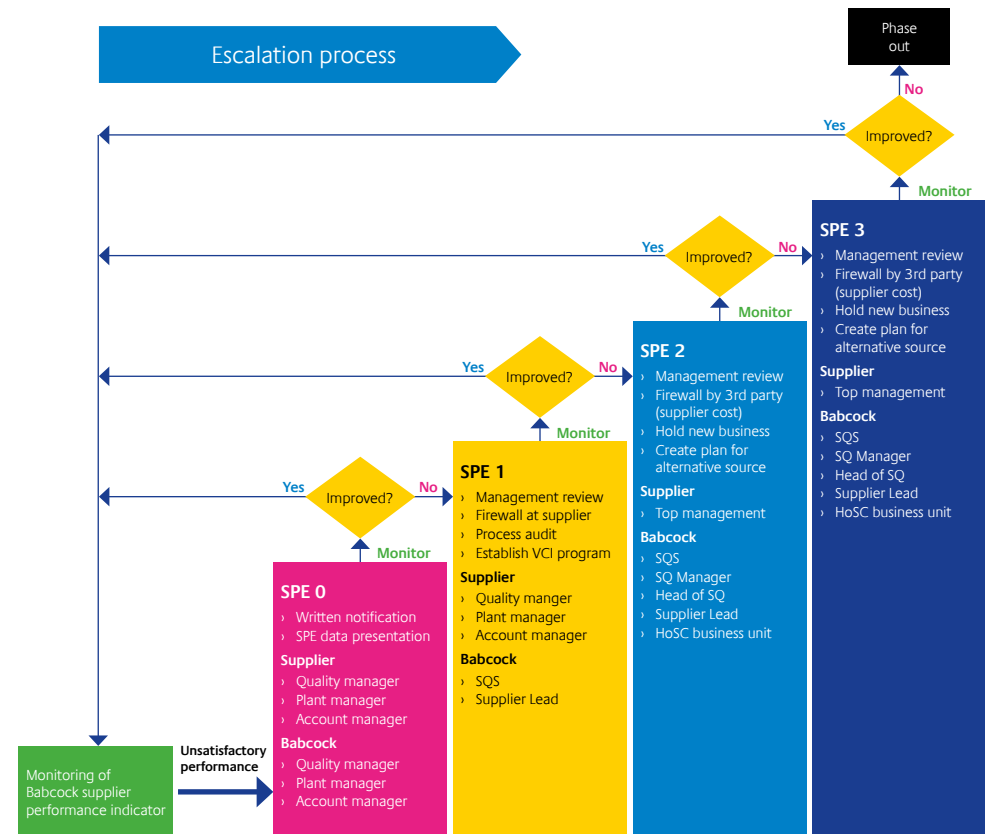 Escalation process
Phase
out
No
Yes
Improved?
Monitor
SPE 3
› Management review
› Firewall by 3rd party
(supplier cost)
› Hold new business
› Create plan for
alternative source
Supplier
› Top management
Babcock
› SQS
› SQ Manager
› Head of SQ
› Supplier Lead
› HoSC business unit
Yes
Improved?
No
Monitor
SPE 2
› Management review
› Firewall by 3rd party
(supplier cost)
› Hold new business
› Create plan for
alternative source
Supplier
› Top management
Babcock
› SQS
› SQ Manager
› Head of SQ
› Supplier Lead
› HoSC business unit
Yes
Improved?
No
Monitor
SPE 1
› Management review
› Firewall at supplier
› Process audit
› Establish VCI program
Supplier
› Quality manger
› Plant manager
› Account manager
Babcock
› SQS
› Supplier Lead
Yes
Improved?
No
Monitor
SPE 0
› Written notification
› SPE data presentation
Supplier
› Quality manager
› Plant manager
› Account manager
Babcock
› Quality manager
› Plant manager
› Account manager
Unsatisfactory
performance
Monitoring of
Babcock supplier
performance indicator